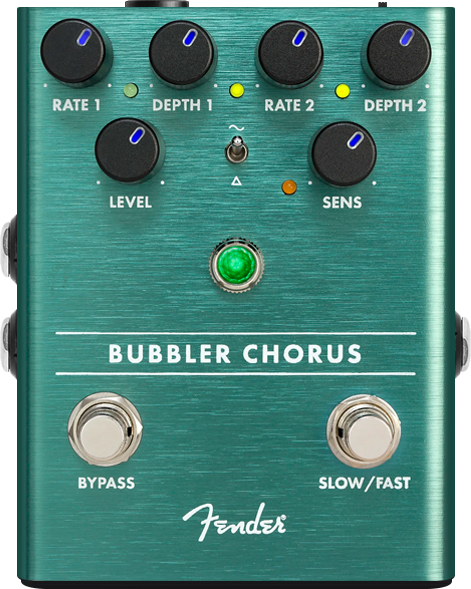 RATE 1 DEPTH 1 RATE 2 DEPTH 2
LEVEL SENS
BUBBLER CHORUS
BYPASS SLOW/FAST
Fender